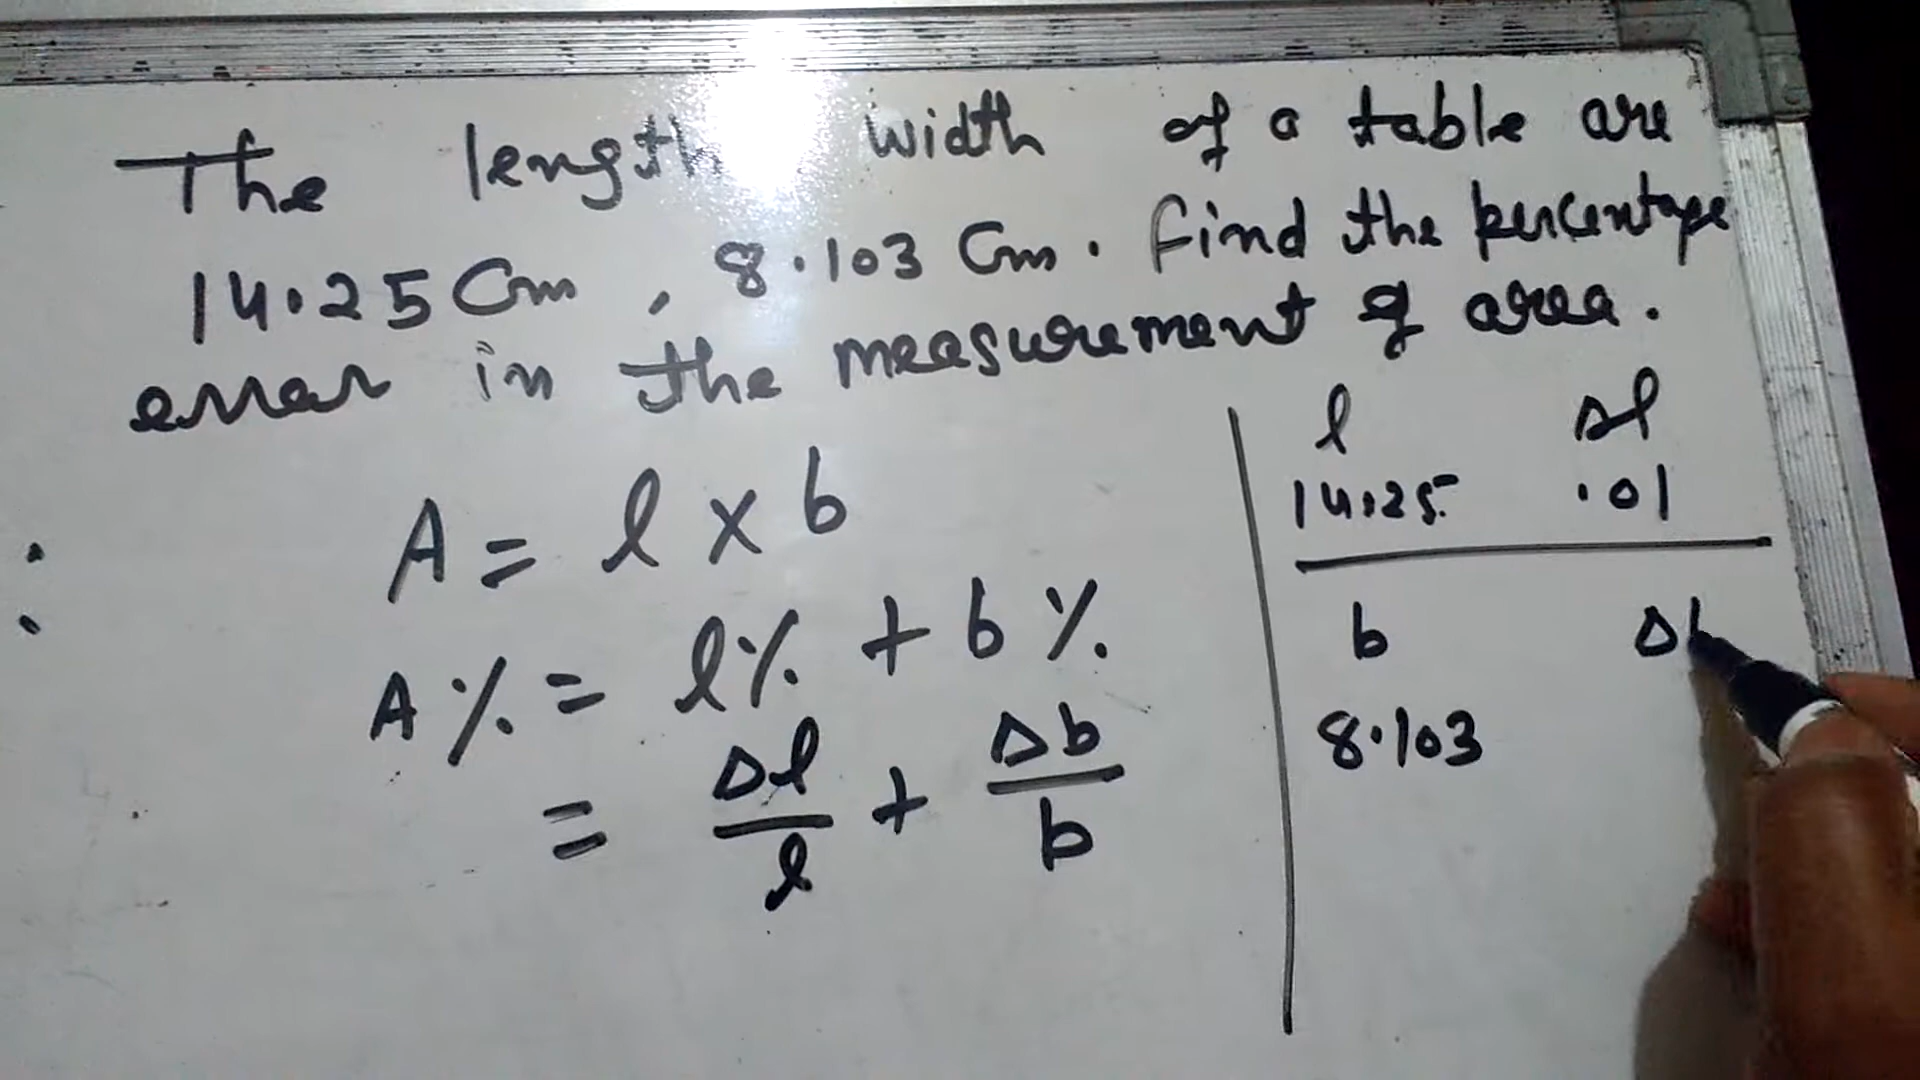 The length width of a table are
14.25 Cm , 8.103 Cm . find the percentage
error in the measurement of area.
A = l × b
A % = l% + b %
= Δl/l + Δb/b
l Δl
14.25 .01
b Δb
8.103